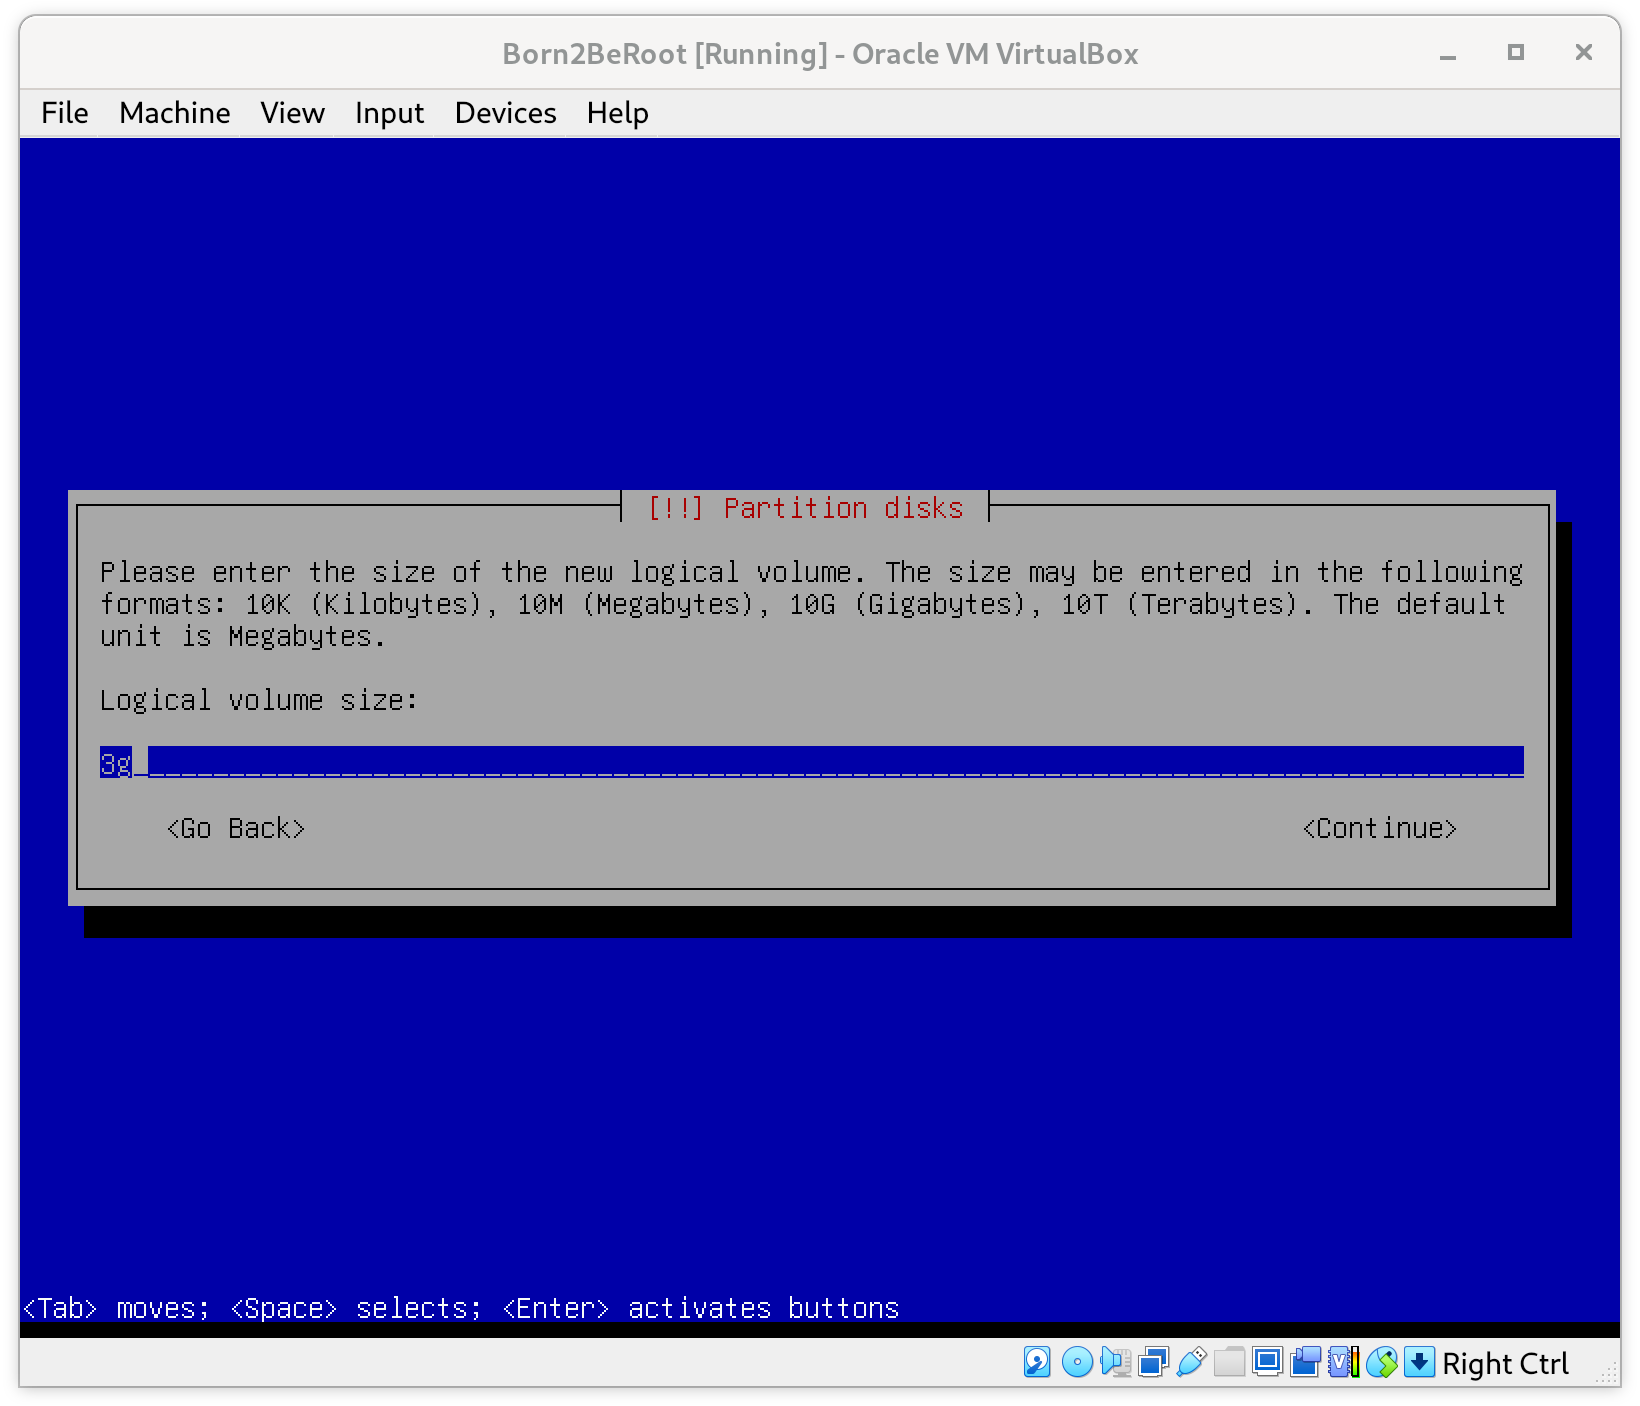 Born2BeRoot [Running] - Oracle VM VirtualBox
File Machine View Input Devices Help
[!!] Partition disks
Please enter the size of the new logical volume. The size may be entered in the following
formats: 10K (Kilobytes), 10M (Megabytes), 10G (Gigabytes), 10T (Terabytes). The default
unit is Megabytes.
Logical volume size:
3g
<Go Back> <Continue>
<Tab> moves; <Space> selects; <Enter> activates buttons
Right Ctrl